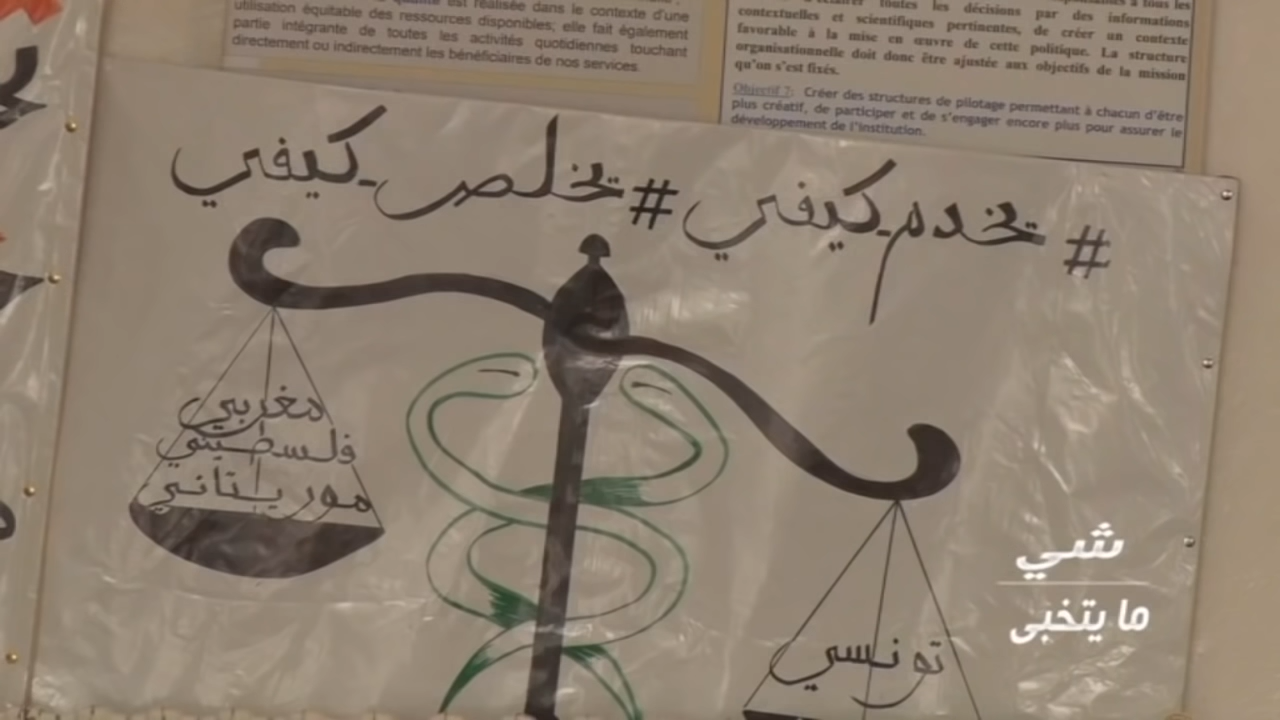 utilisation équitable des ressources disponibles; elle fait également
partie intégrante de toutes les activités quotidiennes touchant
directement ou indirectement les bénéficiaires de nos services.
toutes les décisions par des informations
contextuelles et scientifiques pertinentes, de créer un contexte
favorable à la mise en œuvre de cette politique. La structure
organisationnelle doit donc être ajustée aux objectifs de la mission
qu'on s'est fixés.
Objectif 7: Créer des structures de pilotage permettant à chacun d'être
plus créatif, de participer et de s'engager encore plus pour assurer le
développement de l'institution.
#تخدم_كيفي #تخلص_كيفي
مغربي
فلسطيني
موريتاني
تونسي
شي
ما يتخبى